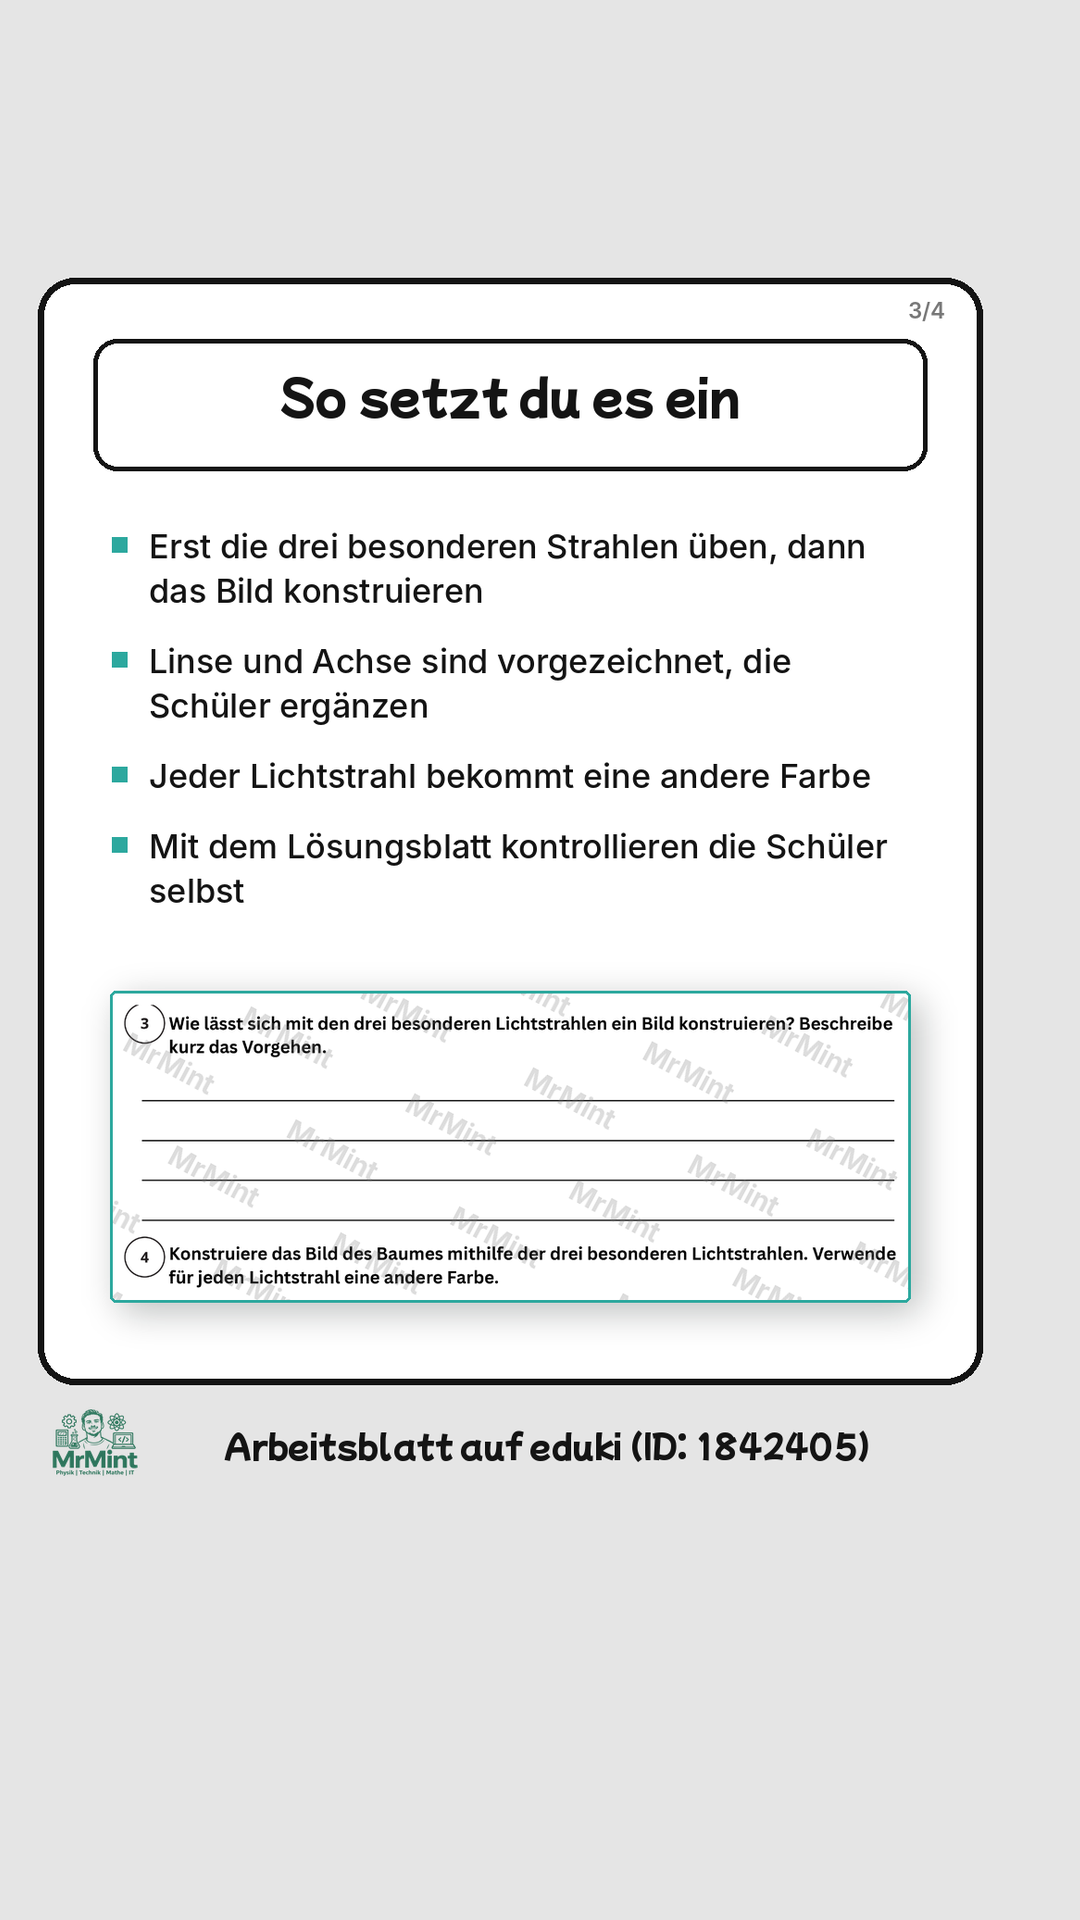 3/4
So setzt du es ein
Erst die drei besonderen Strahlen üben, dann
das Bild konstruieren
Linse und Achse sind vorgezeichnet, die
Schüler ergänzen
Jeder Lichtstrahl bekommt eine andere Farbe
Mit dem Lösungsblatt kontrollieren die Schüler
selbst
3 Wie lässt sich mit den drei besonderen Lichtstrahlen ein Bild konstruieren? Beschreibe
kurz das Vorgehen.
4 Konstruiere das Bild des Baumes mithilfe der drei besonderen Lichtstrahlen. Verwende
für jeden Lichtstrahl eine andere Farbe.
MrMint
Physik | Technik | Mathe | IT
Arbeitsblatt auf eduki (ID: 1842405)